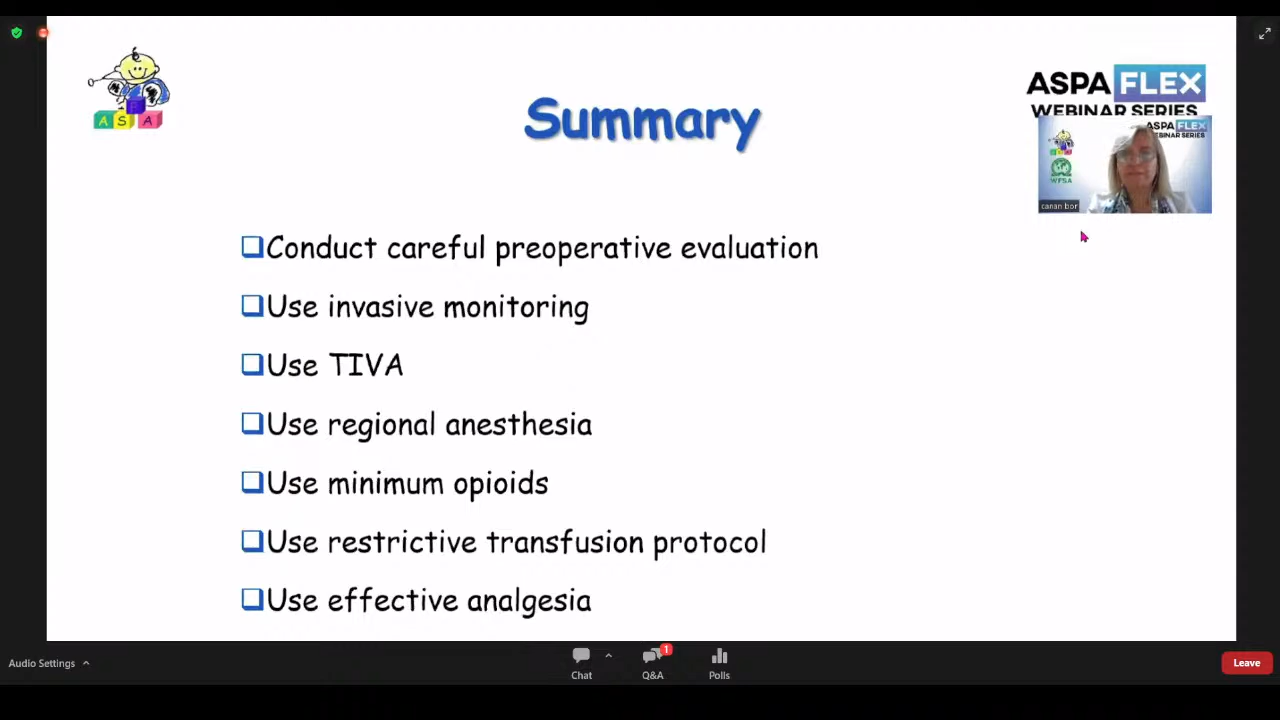 ASPA FLEX
WEBINAR SERIES
Summary
A S P A
ASPA FLEX
WEBINAR SERIES
WFSA
canan bor
Conduct careful preoperative evaluation
Use invasive monitoring
Use TIVA
Use regional anesthesia
Use minimum opioids
Use restrictive transfusion protocol
Use effective analgesia
Audio Settings
Chat
Q&A
1
Polls
Leave